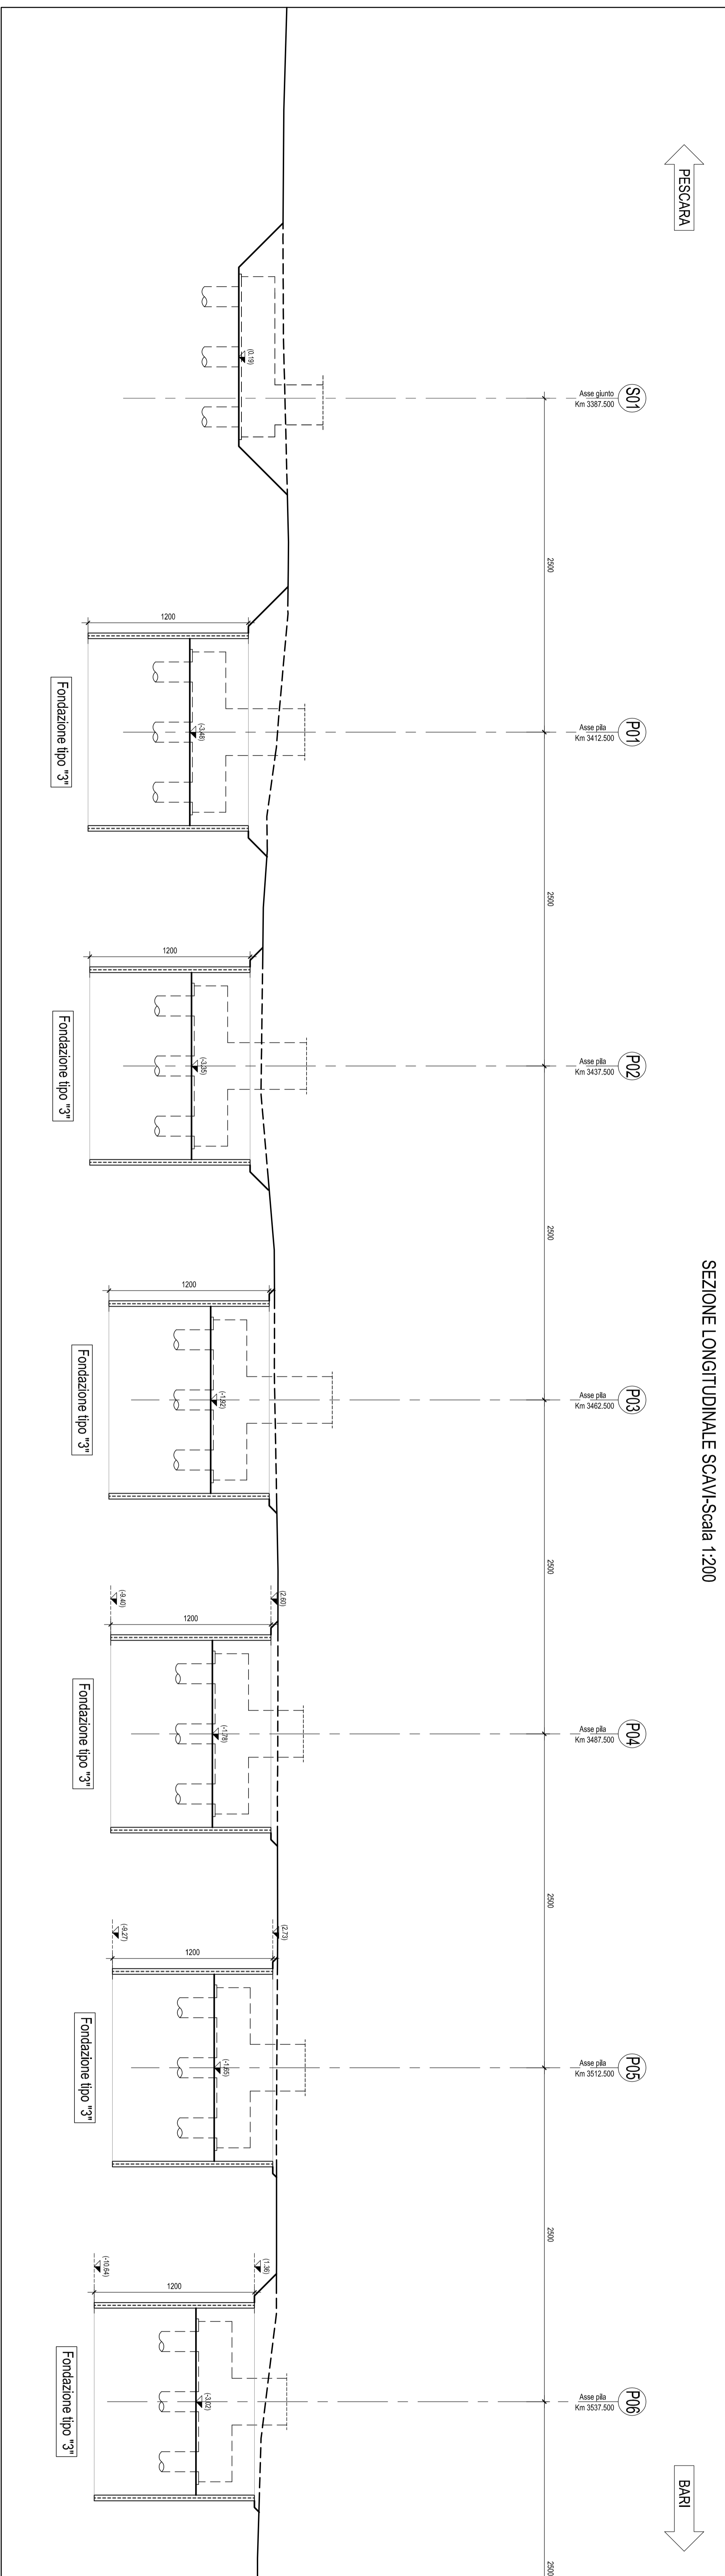 SEZIONE LONGITUDINALE SCAVI-Scala 1:200
PESCARA
BARI
S01
Asse giunto
Km 3387.500
P01
Asse pila
Km 3412.500
P02
Asse pila
Km 3437.500
P03
Asse pila
Km 3462.500
P04
Asse pila
Km 3487.500
P05
Asse pila
Km 3512.500
P06
Asse pila
Km 3537.500
2500
2500
2500
2500
2500
2500
2500
(0.19)
1200
(-3.48)
Fondazione tipo "3"
1200
(-3.35)
Fondazione tipo "3"
1200
(-1.92)
Fondazione tipo "3"
(2.60)
(-9.40)
1200
(-1.78)
Fondazione tipo "3"
(2.73)
(-9.27)
1200
(-1.65)
Fondazione tipo "3"
(1.36)
(-10.64)
1200
(-3.02)
Fondazione tipo "3"